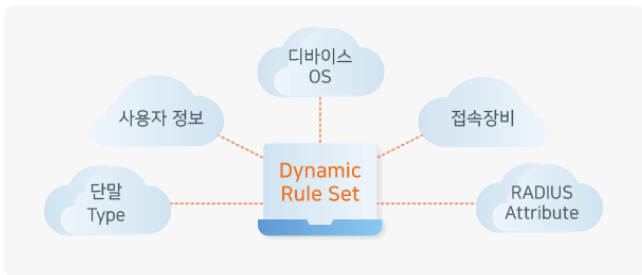 디바이스
OS
사용자 정보
접속장비
Dynamic
Rule Set
단말
Type
RADIUS
Attribute